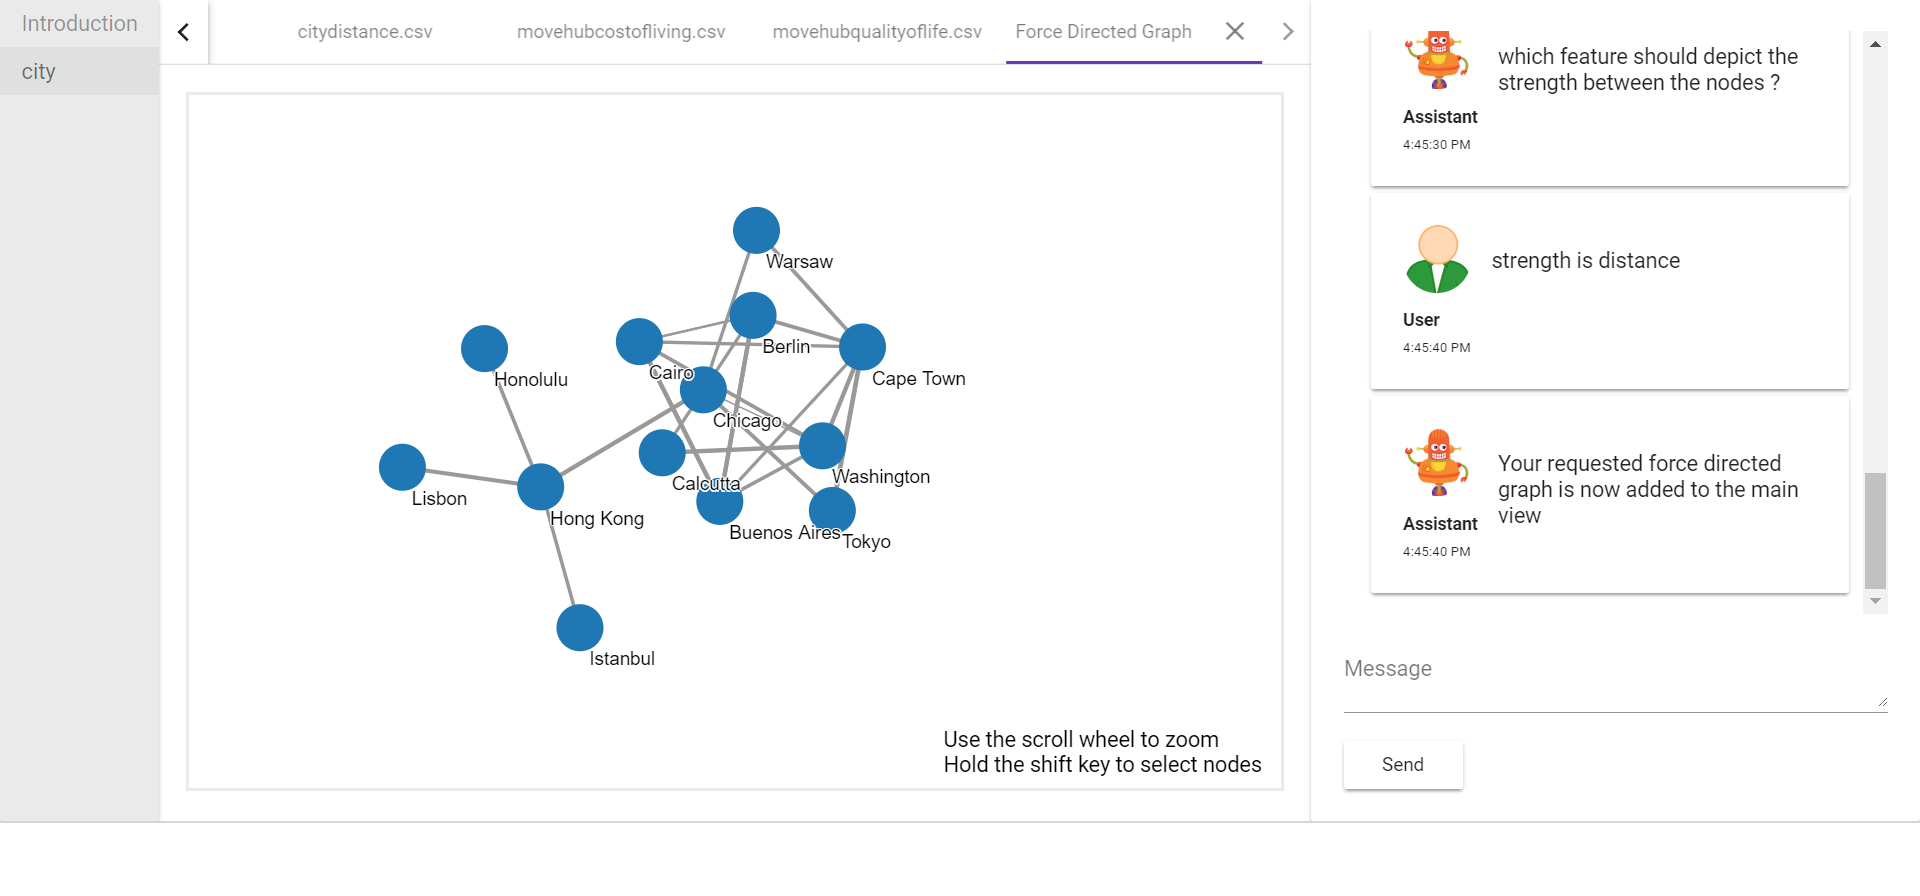 Introduction
city
citydistance.csv
movehubcostofliving.csv
movehubqualityoflife.csv
Force Directed Graph
Warsaw
Berlin
Honolulu
Cairo
Cape Town
Chicago
Calcutta
Washington
Lisbon
Hong Kong
Buenos Aires
Tokyo
Istanbul
Use the scroll wheel to zoom
Hold the shift key to select nodes
which feature should depict the
strength between the nodes ?
Assistant
4:45:30 PM
strength is distance
User
4:45:40 PM
Your requested force directed
graph is now added to the main
view
Assistant
4:45:40 PM
Message
Send